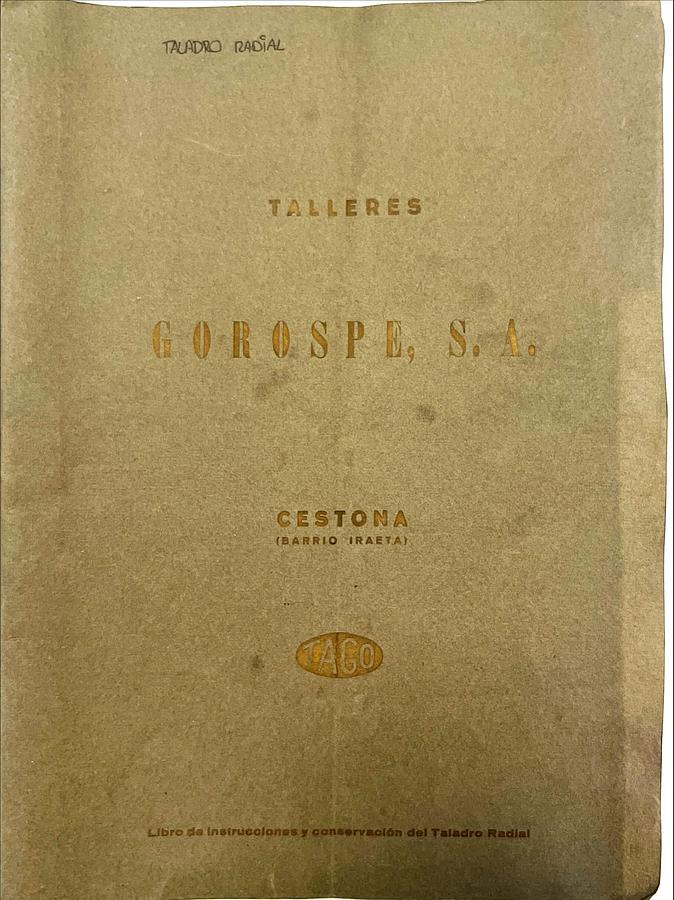 TALADRO RADIAL
TALLERES
GOROSPE, S. A.
CESTONA
(BARRIO IRAETA)
TAGO
Libro de instrucciones y conservación del Taladro Radial